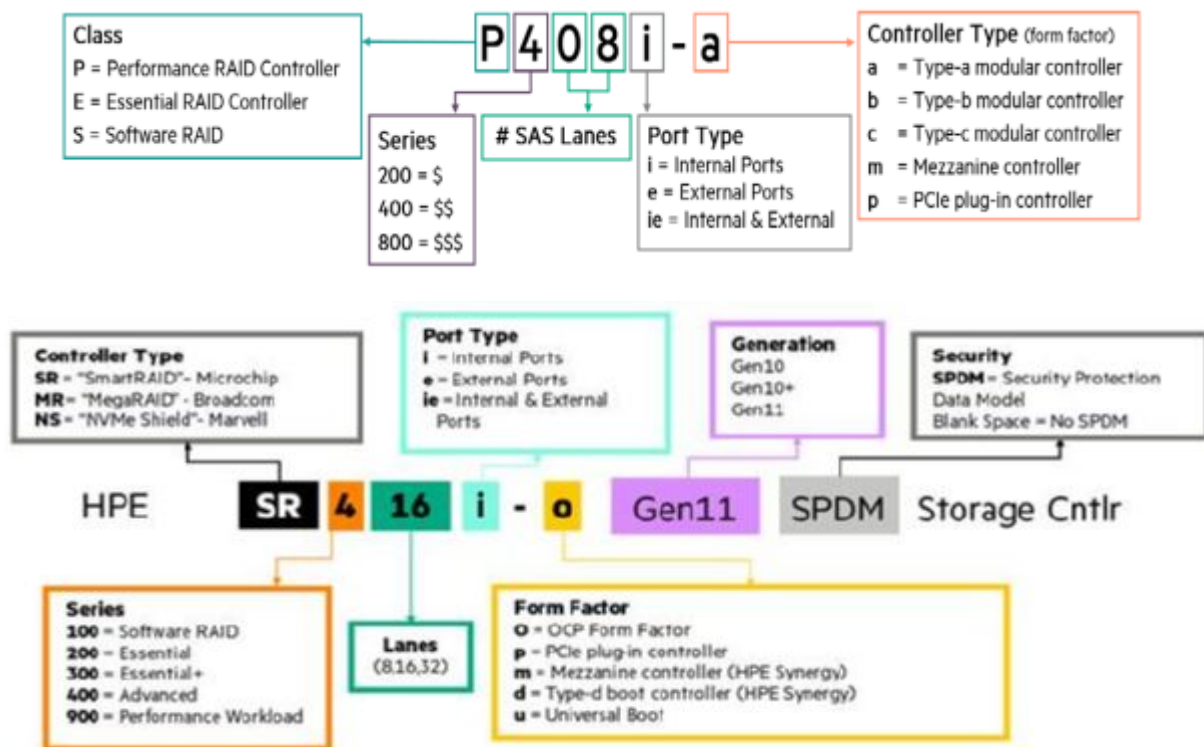 P408i-a
Class
P = Performance RAID Controller
E = Essential RAID Controller
S = Software RAID
Series
200 = $
400 = $$
800 = $$$
# SAS Lanes
Port Type
i = Internal Ports
e = External Ports
ie = Internal & External
Controller Type (form factor)
a = Type-a modular controller
b = Type-b modular controller
c = Type-c modular controller
m = Mezzanine controller
p = PCIe plug-in controller
Controller Type
SR = "SmartRAID"- Microchip
MR = "MegaRAID" - Broadcom
NS = "NVMe Shield"- Marvell
Port Type
i = Internal Ports
e = External Ports
ie = Internal & External
Ports
Generation
Gen10
Gen10+
Gen11
Security
SPDM = Security Protection
Data Model
Blank Space = No SPDM
HPE SR 4 16 i - o Gen11 SPDM Storage Cntlr
Series
100 = Software RAID
200 = Essential
300 = Essential+
400 = Advanced
900 = Performance Workload
Lanes
(8,16,32)
Form Factor
O = OCP Form Factor
p = PCIe plug-in controller
m = Mezzanine controller (HPE Synergy)
d = Type-d boot controller (HPE Synergy)
u = Universal Boot